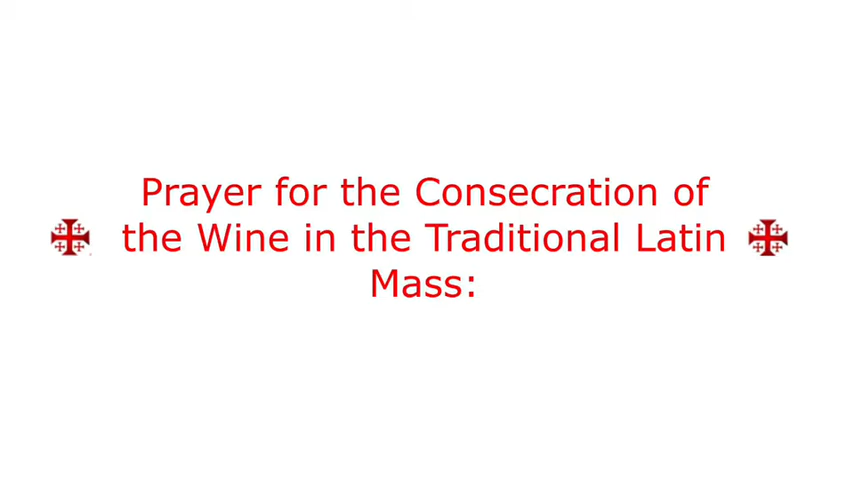 Prayer for the Consecration of
the Wine in the Traditional Latin
Mass: